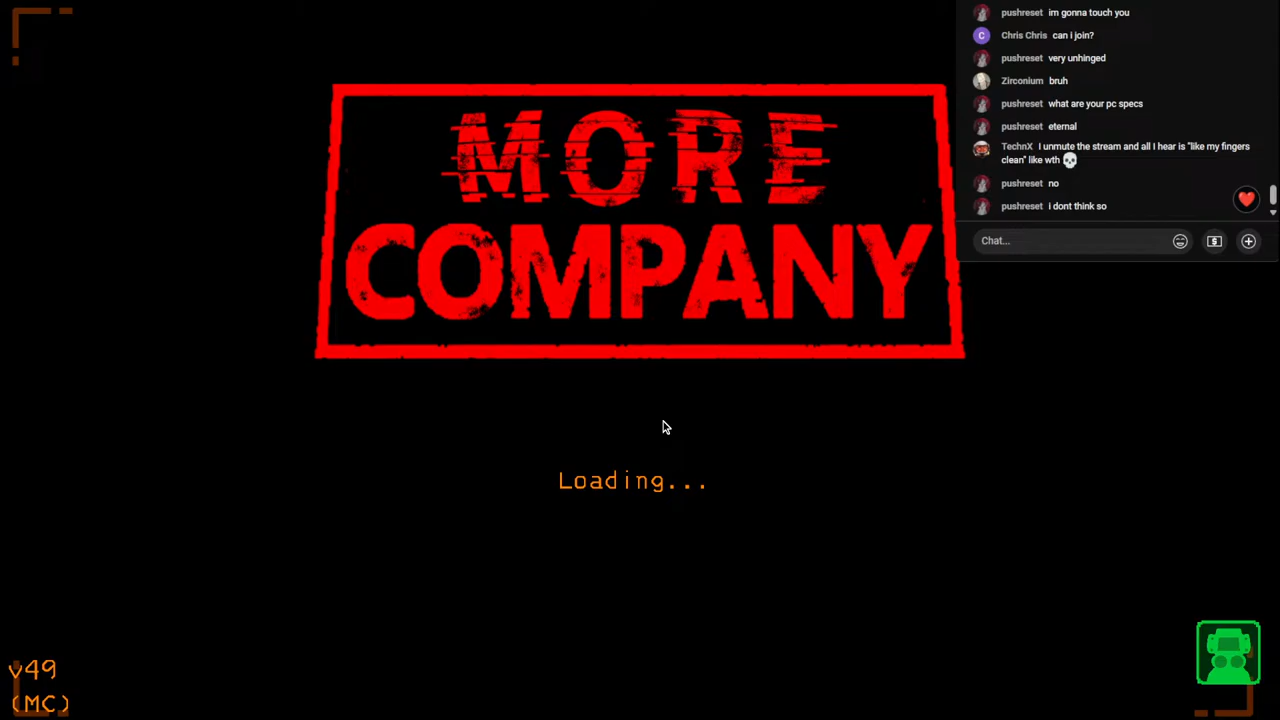 pushreset im gonna touch you
C Chris Chris can i join?
pushreset very unhinged
Zirconium bruh
pushreset what are your pc specs
pushreset eternal
TechnX I unmute the stream and all I hear is "like my fingers
clean" like wth 💀
pushreset no
pushreset i dont think so
Chat...
MORE
COMPANY
Loading...
v49
(MC)